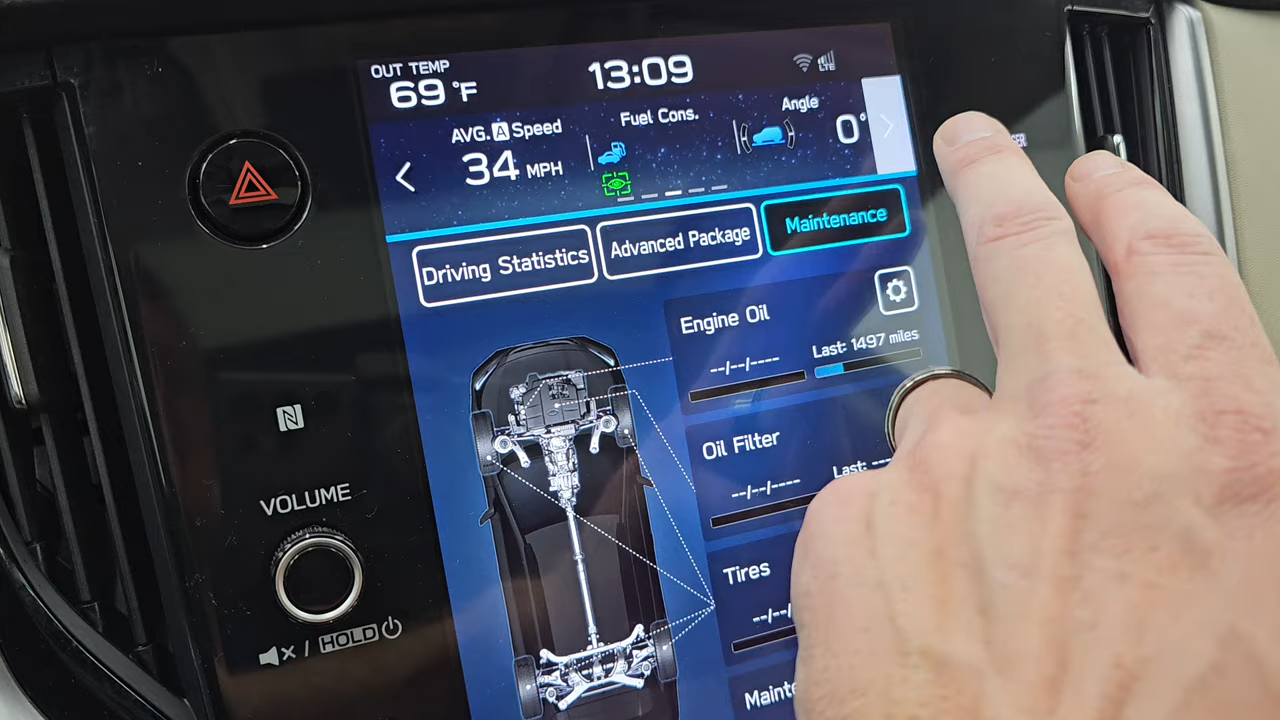 OUT TEMP
69 °F
13:09
LTE
AVG. A Speed
34 MPH
Fuel Cons.
Angle
0°
Driving Statistics
Advanced Package
Maintenance
Engine Oil
--/--/----
Last: 1497 miles
Oil Filter
--/--/----
Last: ---
Tires
--/--/
Mainte
N
VOLUME
/ HOLD